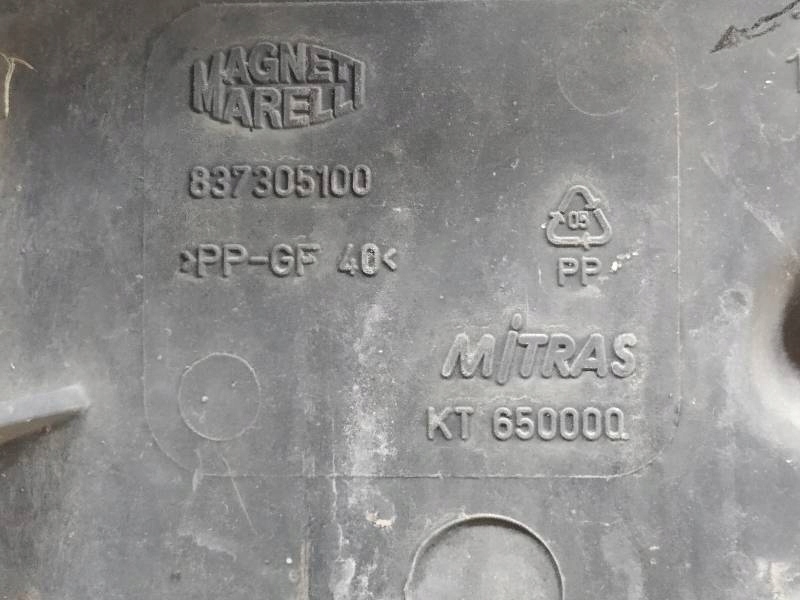 MAGNETI
MARELLI
837305100
>PP-GF 40<
05
PP
MiTRAS
KT 650000